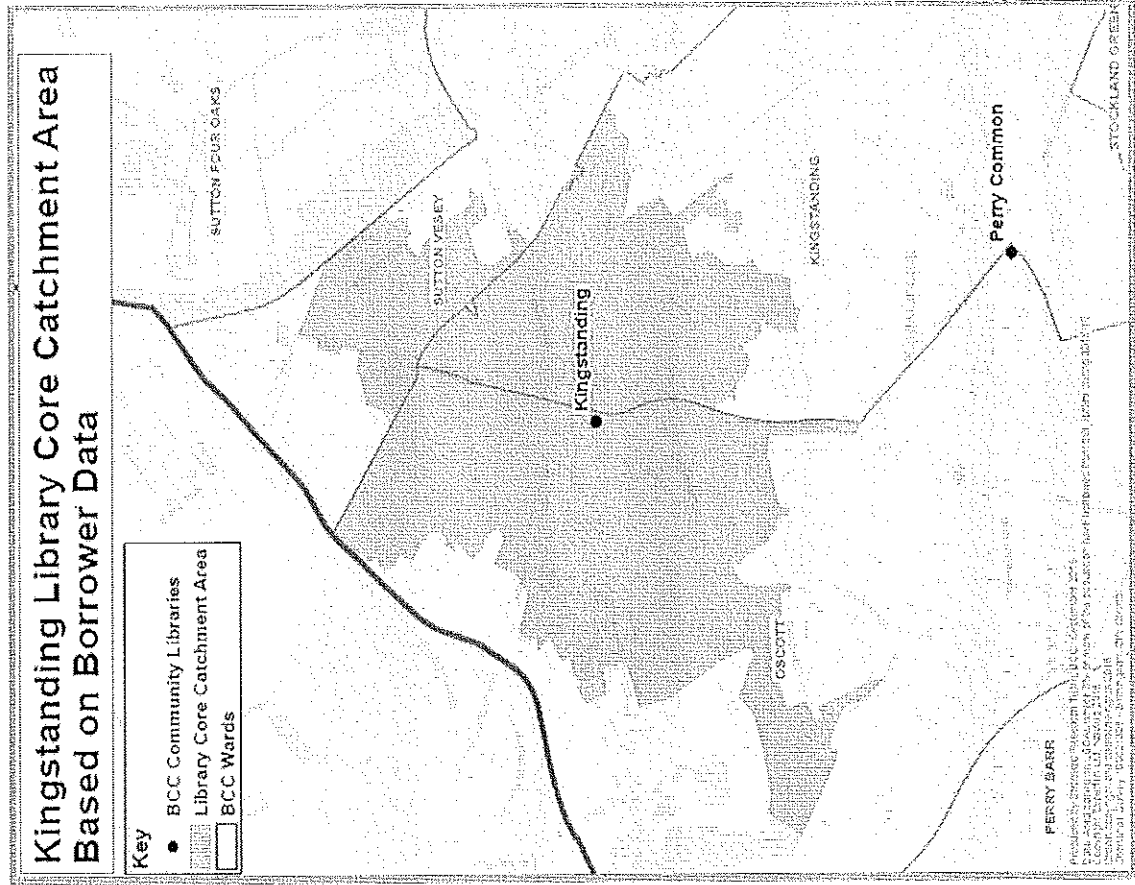 Kingstanding Library Core Catchment Area
Based on Borrower Data
Key
BCC Community Libraries
Library Core Catchment Area
BCC Wards
SUTTON FOUR OAKS
SUTTON VESEY
Kingstanding
KINGSTANDING
OSCOTT
Perry Common
PERRY BARR
STOCKLAND GREEN